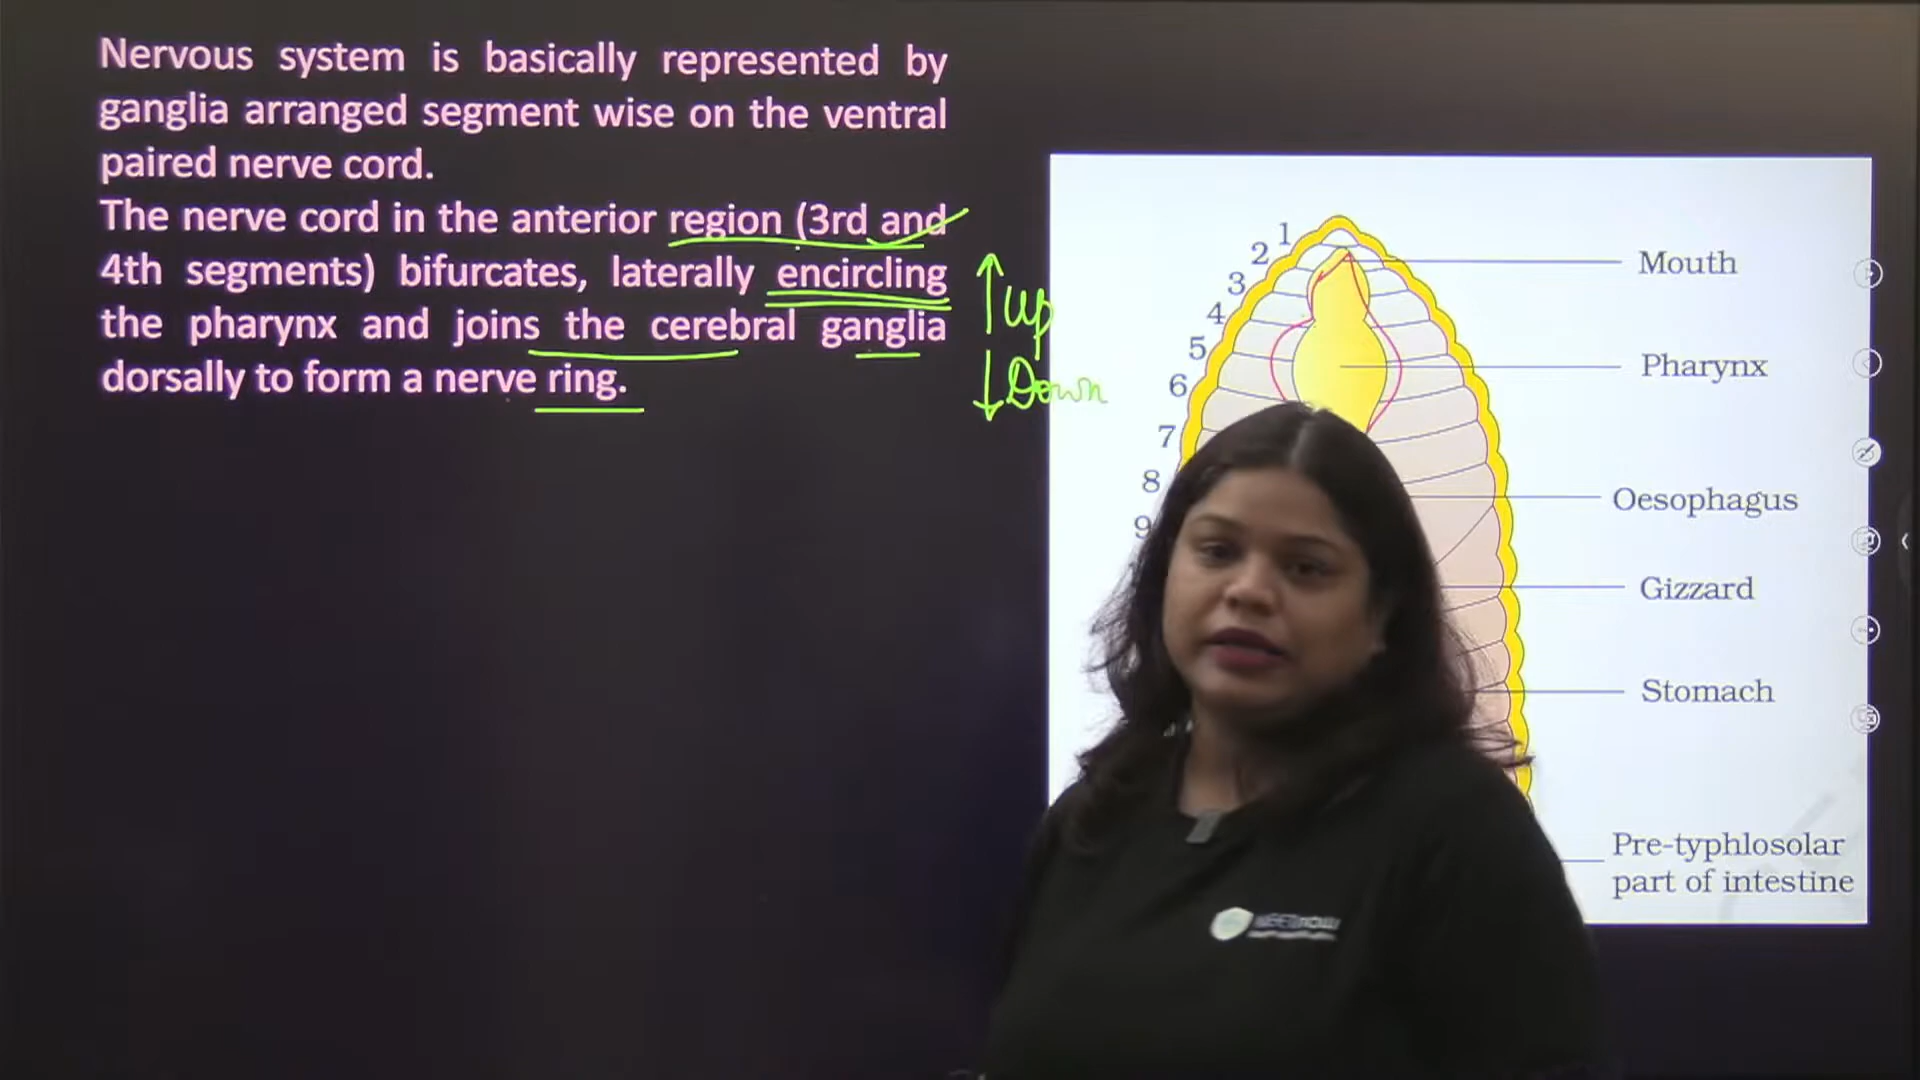 Nervous system is basically represented by
ganglia arranged segment wise on the ventral
paired nerve cord.
The nerve cord in the anterior region (3rd and
4th segments) bifurcates, laterally encircling
the pharynx and joins the cerebral ganglia
dorsally to form a nerve ring.
Up
Down
1
2
3
4
5
6
7
8
9
Mouth
Pharynx
Oesophagus
Gizzard
Stomach
Pre-typhlosolar
part of intestine